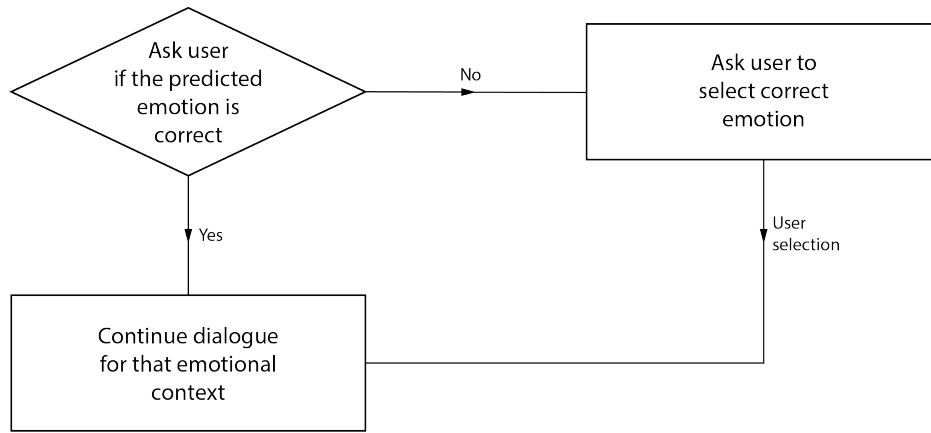 Ask user
if the predicted
emotion is
correct
No
Ask user to
select correct
emotion
Yes
User
selection
Continue dialogue
for that emotional
context